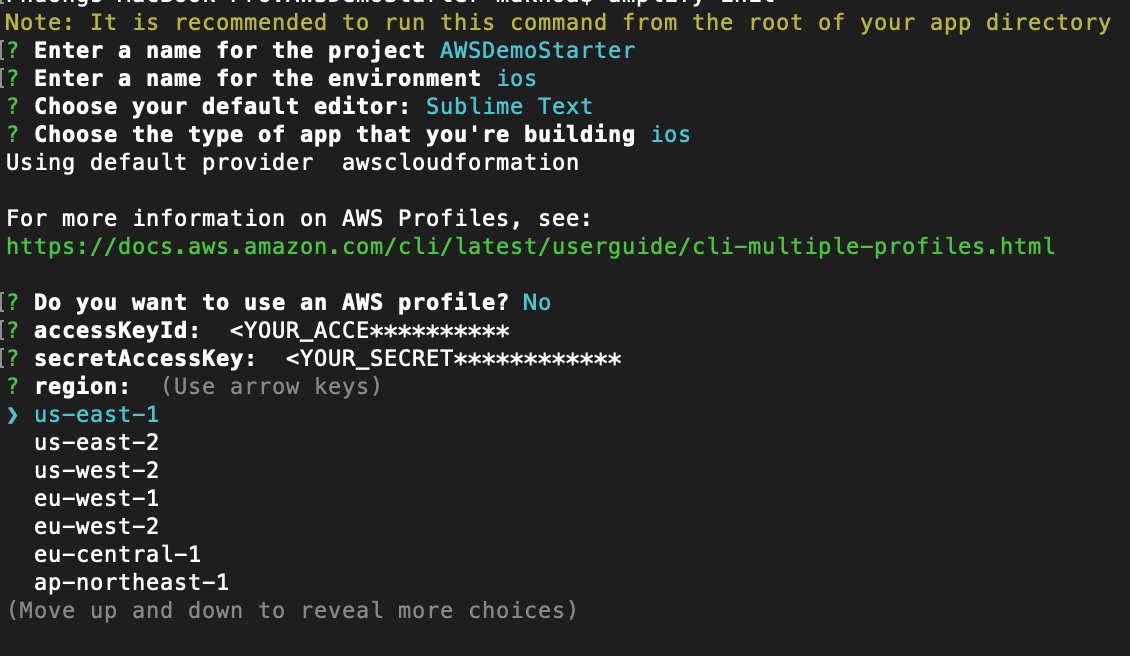 Note: It is recommended to run this command from the root of your app directory
? Enter a name for the project AWSDemoStarter
? Enter a name for the environment ios
? Choose your default editor: Sublime Text
? Choose the type of app that you're building ios
Using default provider  awscloudformation
For more information on AWS Profiles, see:
https://docs.aws.amazon.com/cli/latest/userguide/cli-multiple-profiles.html
? Do you want to use an AWS profile? No
? accessKeyId:  <YOUR_ACCE**********
? secretAccessKey:  <YOUR_SECRET************
? region:  (Use arrow keys)
❯ us-east-1
us-east-2
us-west-2
eu-west-1
eu-west-2
eu-central-1
ap-northeast-1
(Move up and down to reveal more choices)